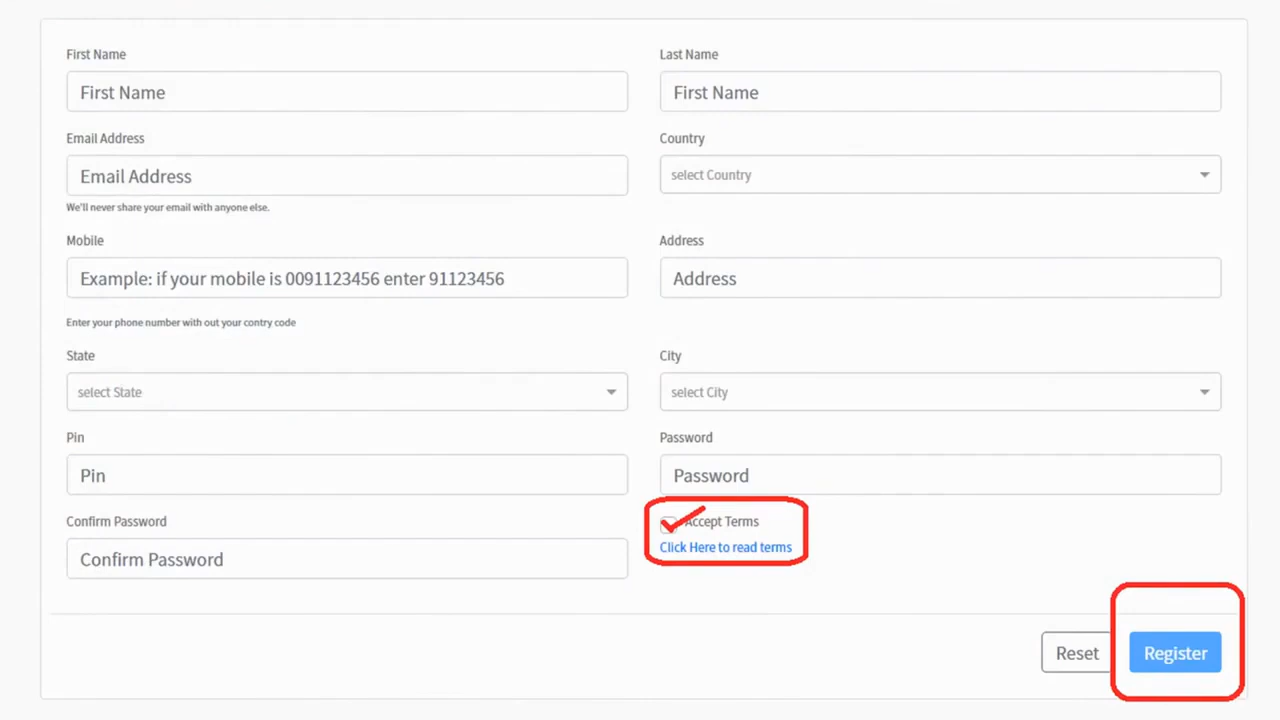 First Name
Last Name
First Name
First Name
Email Address
Country
Email Address
select Country
We'll never share your email with anyone else.
Mobile
Address
Example: if your mobile is 0091123456 enter 91123456
Address
Enter your phone number with out your contry code
State
City
select State
select City
Pin
Password
Pin
Password
Confirm Password
Accept Terms
Click Here to read terms
Confirm Password
Reset
Register